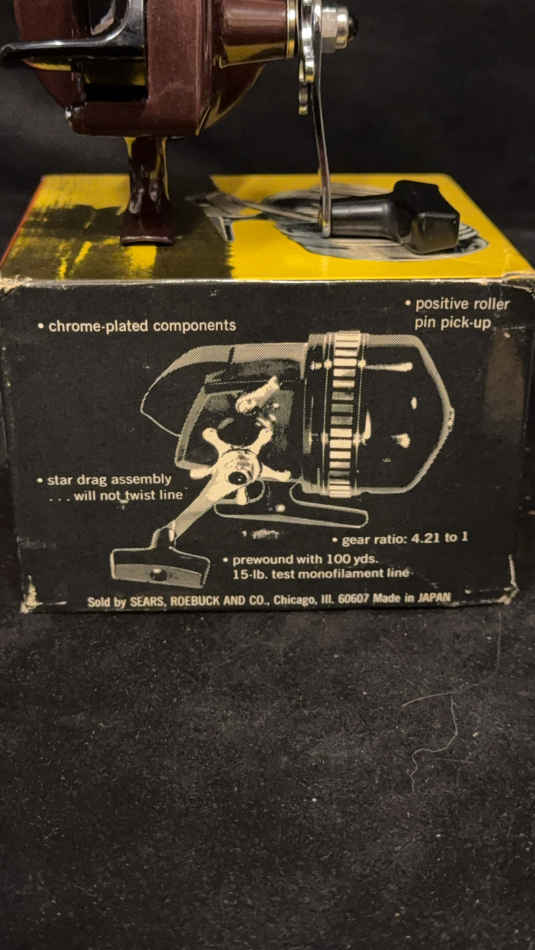 • positive roller
pin pick-up
• chrome-plated components
• star drag assembly
. . . will not twist line
• gear ratio: 4.21 to 1
• prewound with 100 yds.
15-lb. test monofilament line
Sold by SEARS, ROEBUCK AND CO., Chicago, Ill. 60607 Made in JAPAN